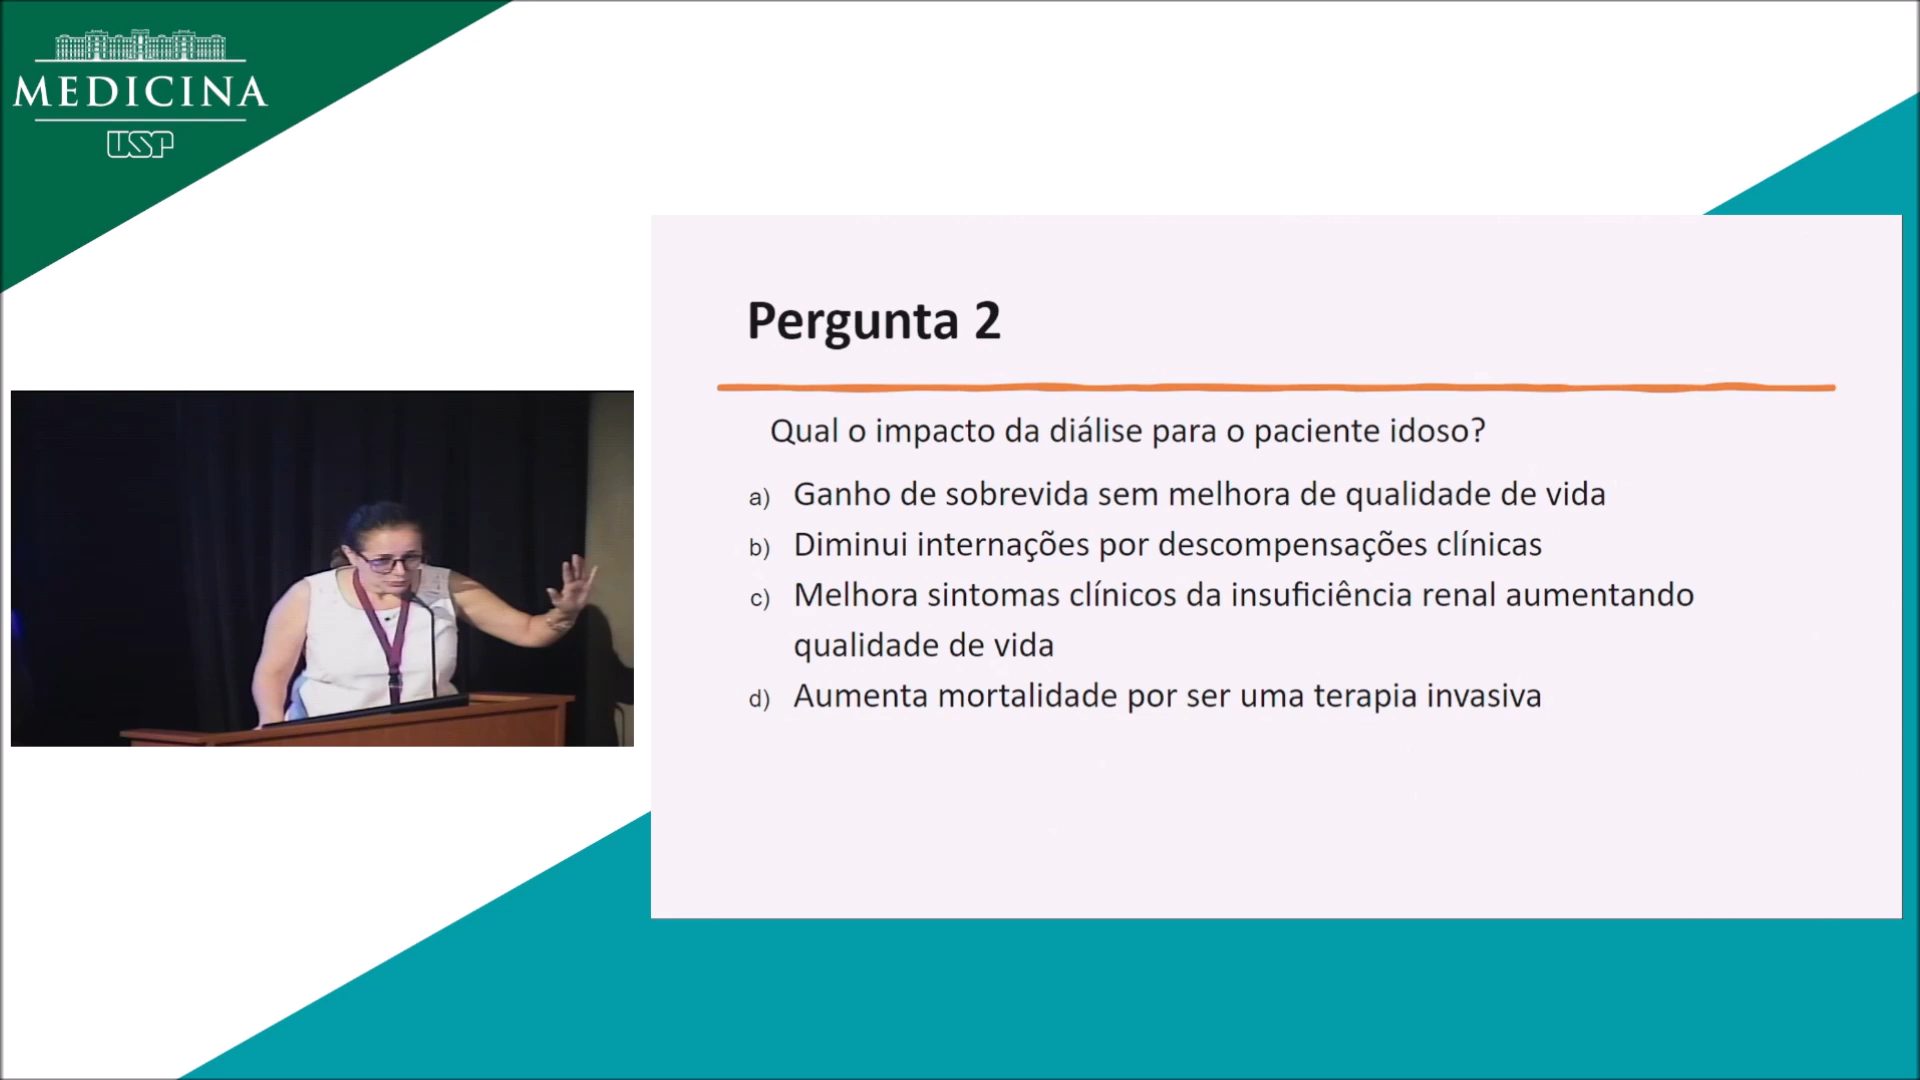 MEDICINA
USP
Pergunta 2
Qual o impacto da diálise para o paciente idoso?
a) Ganho de sobrevida sem melhora de qualidade de vida
b) Diminui internações por descompensações clínicas
c) Melhora sintomas clínicos da insuficiência renal aumentando
qualidade de vida
d) Aumenta mortalidade por ser uma terapia invasiva